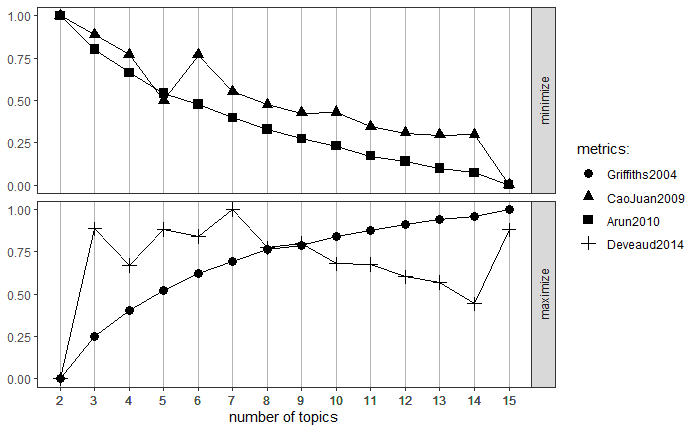 1.00
0.75
0.50
0.25
0.00
minimize
1.00
0.75
0.50
0.25
0.00
maximize
2 3 4 5 6 7 8 9 10 11 12 13 14 15
number of topics
metrics:
Griffiths2004
CaoJuan2009
Arun2010
Deveaud2014